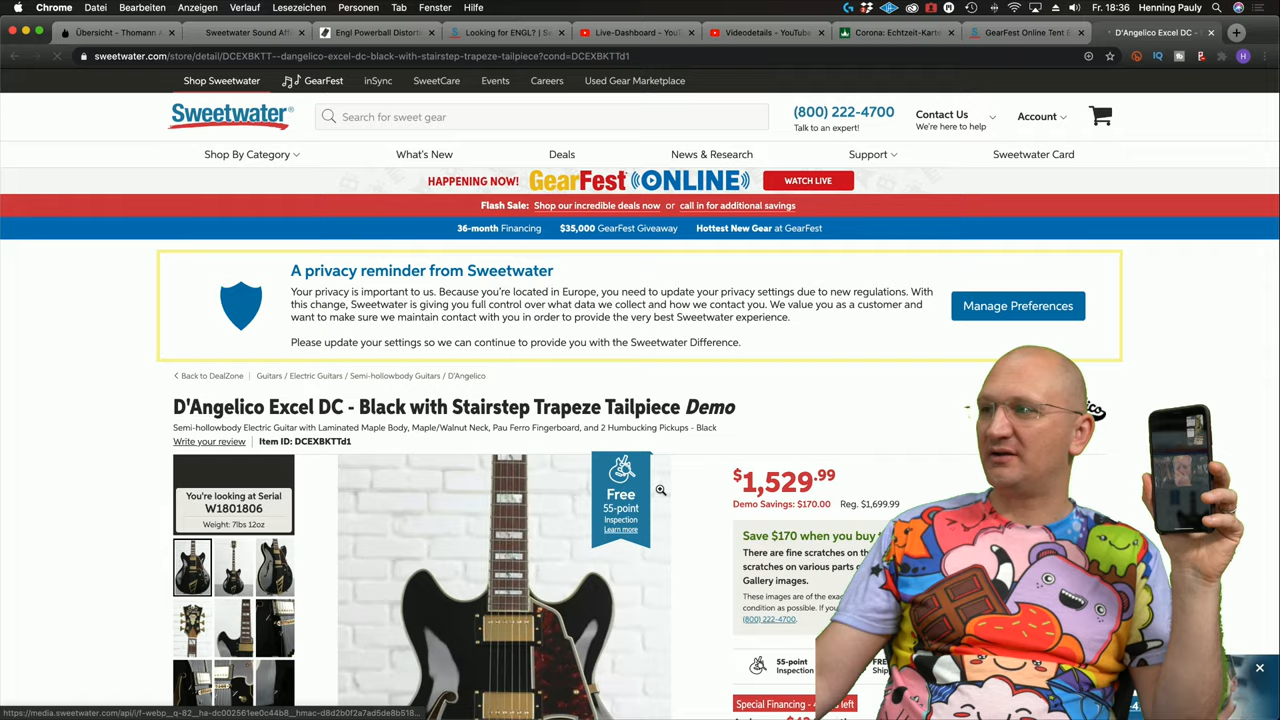 Chrome Datei Bearbeiten Anzeigen Verlauf Lesezeichen Personen Tab Fenster Hilfe Fr. 18:36 Henning Pauly
Übersicht - Thomann A Sweetwater Sound Affi Engl Powerball Distorti Looking for ENGL? | Sw Live-Dashboard - YouT Videodetails - YouTube Corona: Echtzeit-Karte GearFest Online Tent E D'Angelico Excel DC -
sweetwater.com/store/detail/DCEXBKTT--dangelico-excel-dc-black-with-stairstep-trapeze-tailpiece?cond=DCEXBKTTd1
Shop Sweetwater GearFest inSync SweetCare Events Careers Used Gear Marketplace
Sweetwater
Search for sweet gear
(800) 222-4700
Talk to an expert!
Contact Us
We're here to help
Account
Shop By Category What's New Deals News & Research Support Sweetwater Card
HAPPENING NOW! GearFest ONLINE WATCH LIVE
Flash Sale: Shop our incredible deals now or call in for additional savings
36-month Financing $35,000 GearFest Giveaway Hottest New Gear at GearFest
A privacy reminder from Sweetwater
Your privacy is important to us. Because you're located in Europe, you need to update your privacy settings due to new regulations. With
this change, Sweetwater is giving you full control over what data we collect and how we contact you. We value you as a customer and
want to make sure we maintain contact with you in order to provide the very best Sweetwater experience.
Please update your settings so we can continue to provide you with the Sweetwater Difference.
Manage Preferences
Back to DealZone Guitars / Electric Guitars / Semi-hollowbody Guitars / D'Angelico
D'Angelico Excel DC - Black with Stairstep Trapeze Tailpiece Demo
Semi-hollowbody Electric Guitar with Laminated Maple Body, Maple/Walnut Neck, Pau Ferro Fingerboard, and 2 Humbucking Pickups - Black
Write your review Item ID: DCEXBKTTd1
You're looking at Serial
W1801806
Weight: 7lbs 12oz
Free
55-point
Inspection
Learn more
$1,529.99
Demo Savings: $170.00 Reg. $1,699.99
Save $170 when you buy
There are fine scratches on th
scratches on various parts o
Gallery images.
These images are of the exa
condition as possible. If you
(800) 222-4700.
55-point
Inspection
FRE
Ship
Special Financing - left
https://media.sweetwater.com/api/i/f-webp__q-82__ha-dc002561ee0c44b8__hmac-d8d2b0f2a7ad5de8b518...